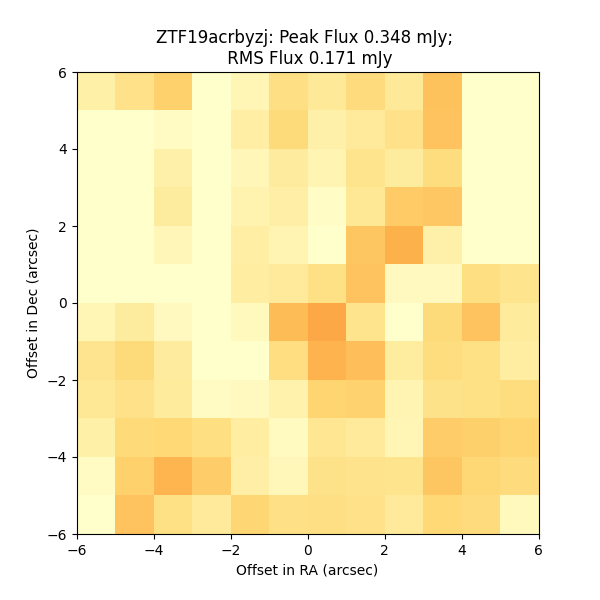 ZTF19acrbyzj: Peak Flux 0.348 mJy;
RMS Flux 0.171 mJy
6
4
2
0
−2
−4
−6
Offset in Dec (arcsec)
−6 −4 −2 0 2 4 6
Offset in RA (arcsec)